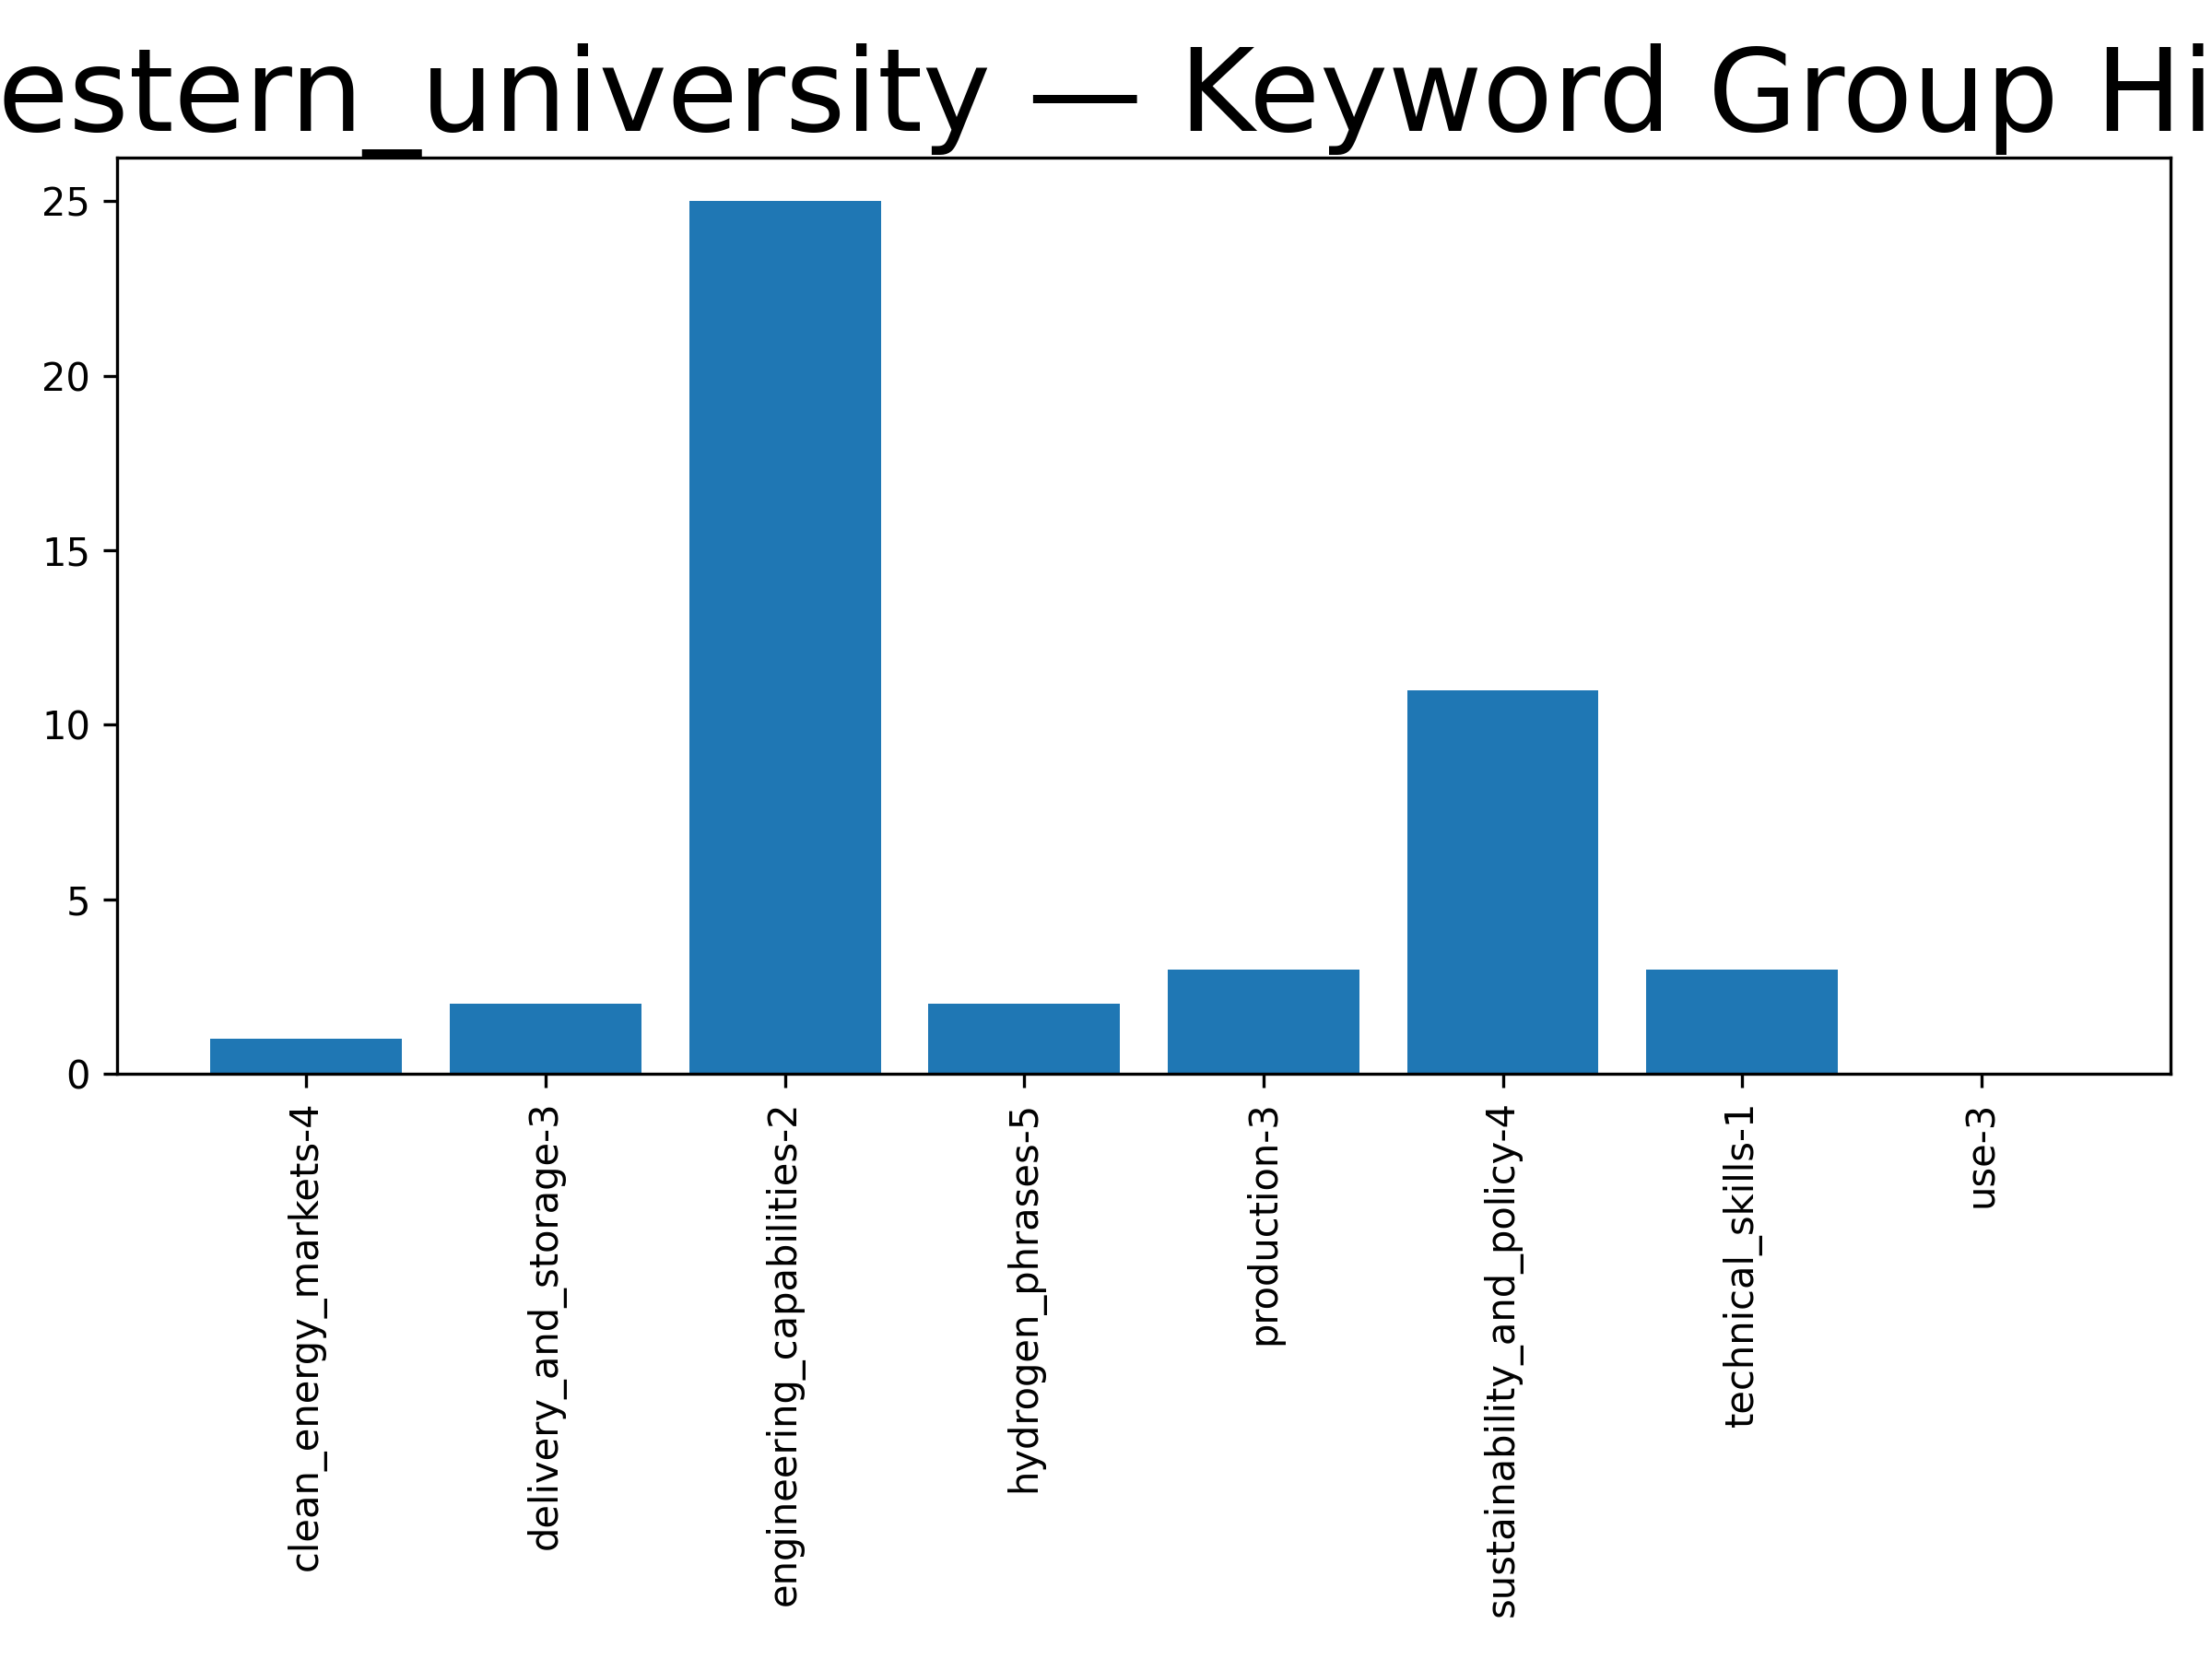 estern_university — Keyword Group Hi
25
20
15
10
5
0
clean_energy_markets-4
delivery_and_storage-3
engineering_capabilities-2
hydrogen_phrases-5
production-3
sustainability_and_policy-4
technical_skills-1
use-3